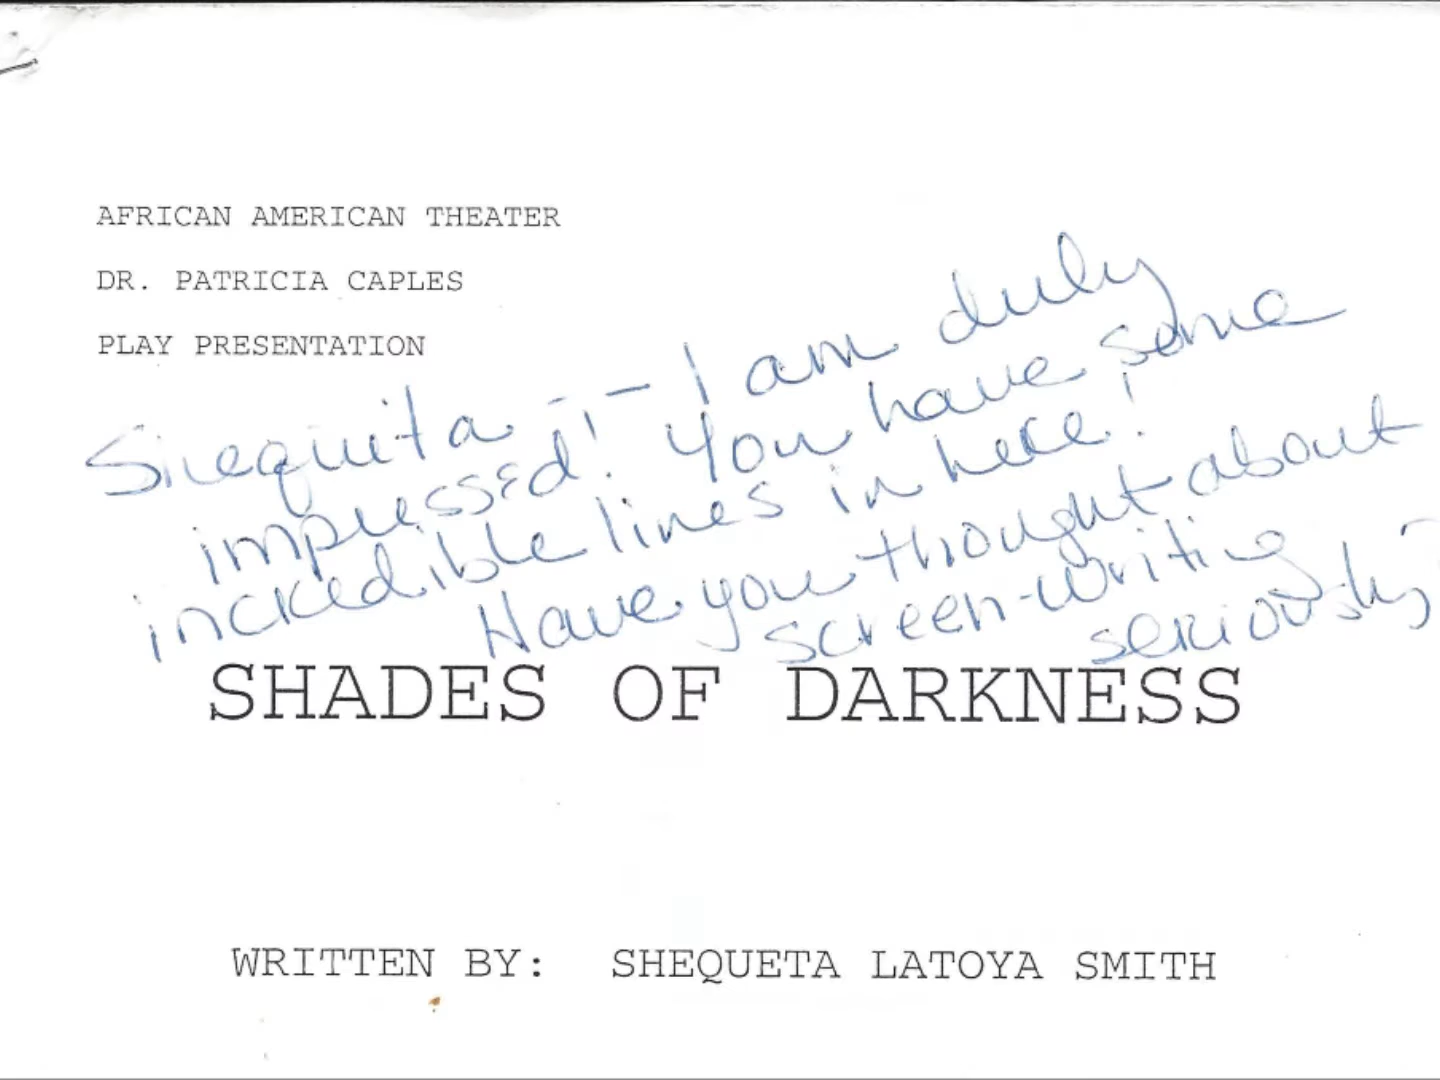 AFRICAN AMERICAN THEATER
DR. PATRICIA CAPLES
PLAY PRESENTATION
Shequita -- I am duly
impressed! You have some
incredible lines in here!
Have you thought about
screen-writing
seriously?
SHADES OF DARKNESS
WRITTEN BY: SHEQUETA LATOYA SMITH